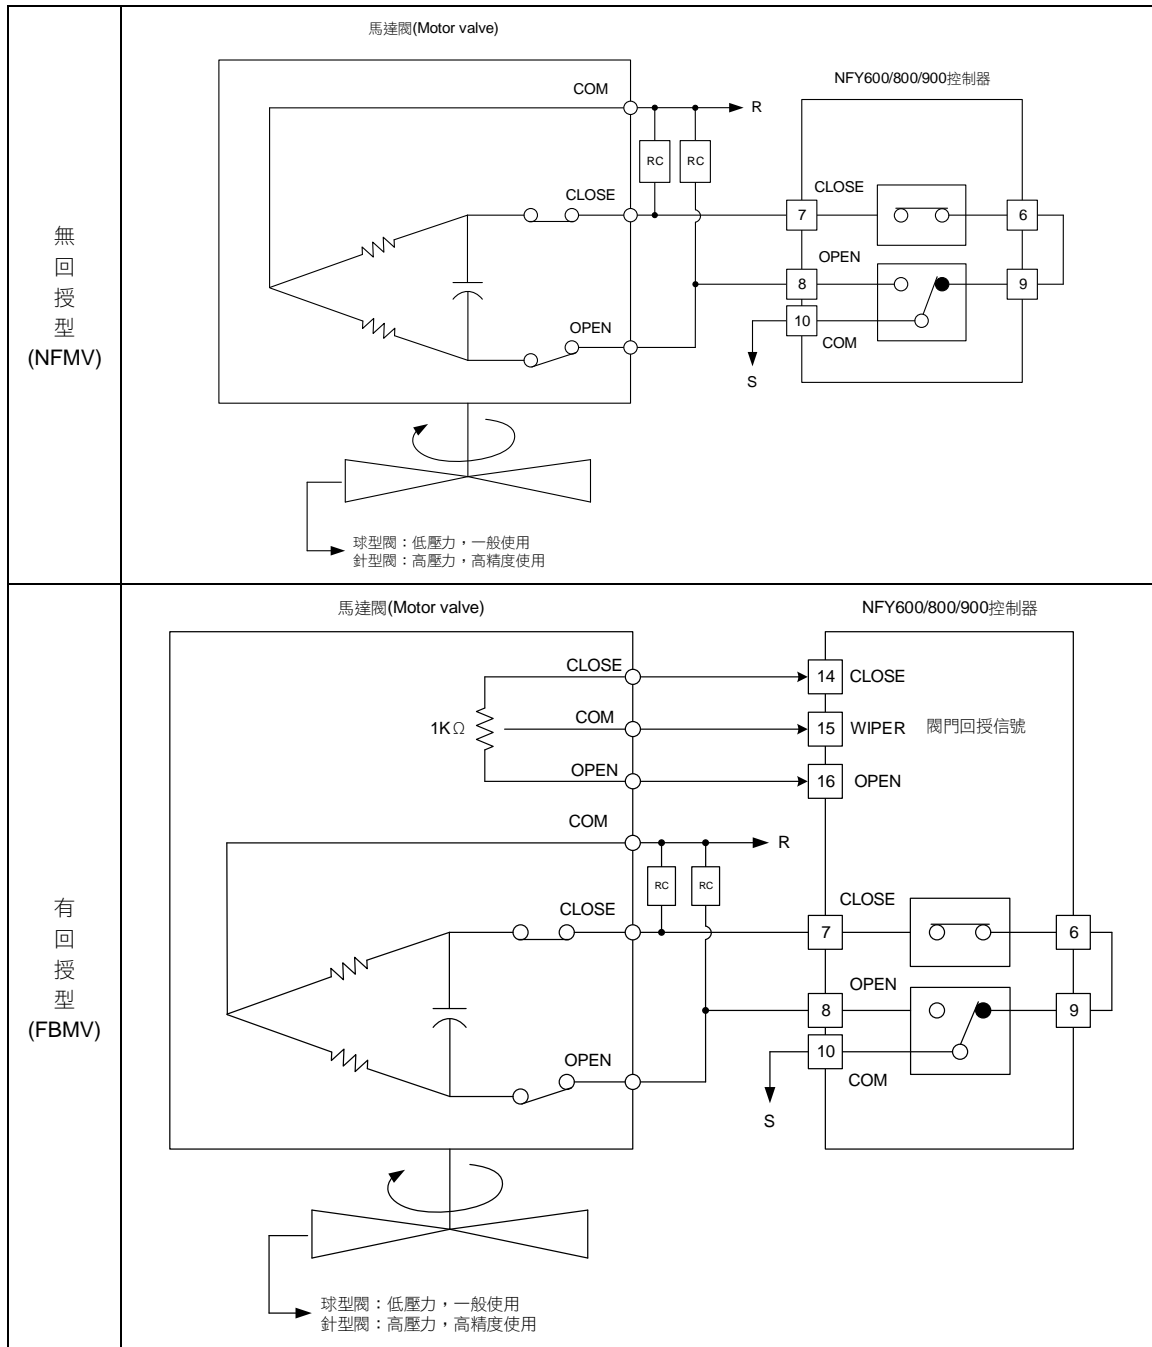 無
回
授
型
(NFMV)
馬達閥(Motor valve)
NFY600/800/900控制器
COM
R
RC
RC
CLOSE
CLOSE
7
6
OPEN
8
9
10
OPEN
COM
S
球型閥：低壓力，一般使用
針型閥：高壓力，高精度使用
有
回
授
型
(FBMV)
馬達閥(Motor valve)
NFY600/800/900控制器
CLOSE
14
CLOSE
1KΩ
COM
15
WIPER
閥門回授信號
OPEN
16
OPEN
COM
R
RC
RC
CLOSE
CLOSE
7
6
OPEN
8
9
10
OPEN
COM
S
球型閥：低壓力，一般使用
針型閥：高壓力，高精度使用